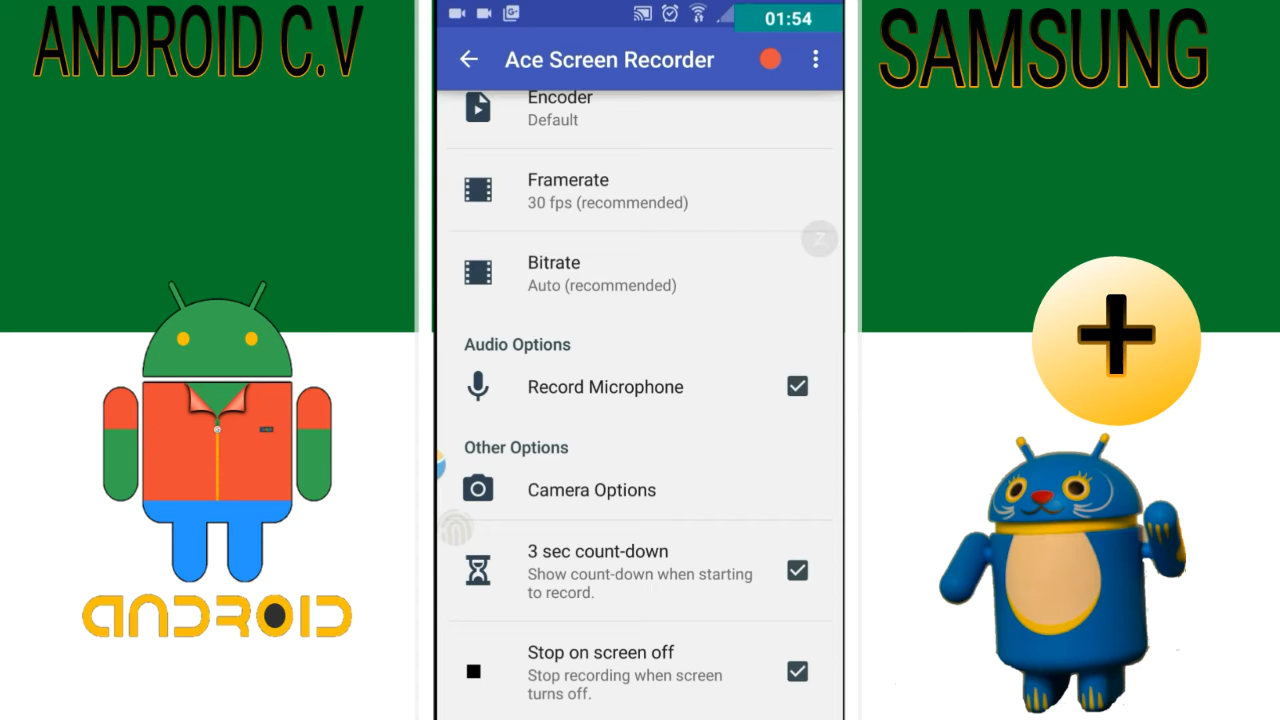 ANDROID C.V
SAMSUNG
01:54
Ace Screen Recorder
Encoder
Default
Framerate
30 fps (recommended)
Z
Bitrate
Auto (recommended)
Audio Options
Record Microphone
Other Options
Camera Options
3 sec count-down
Show count-down when starting
to record.
Stop on screen off
Stop recording when screen
turns off.
ANDROID
+